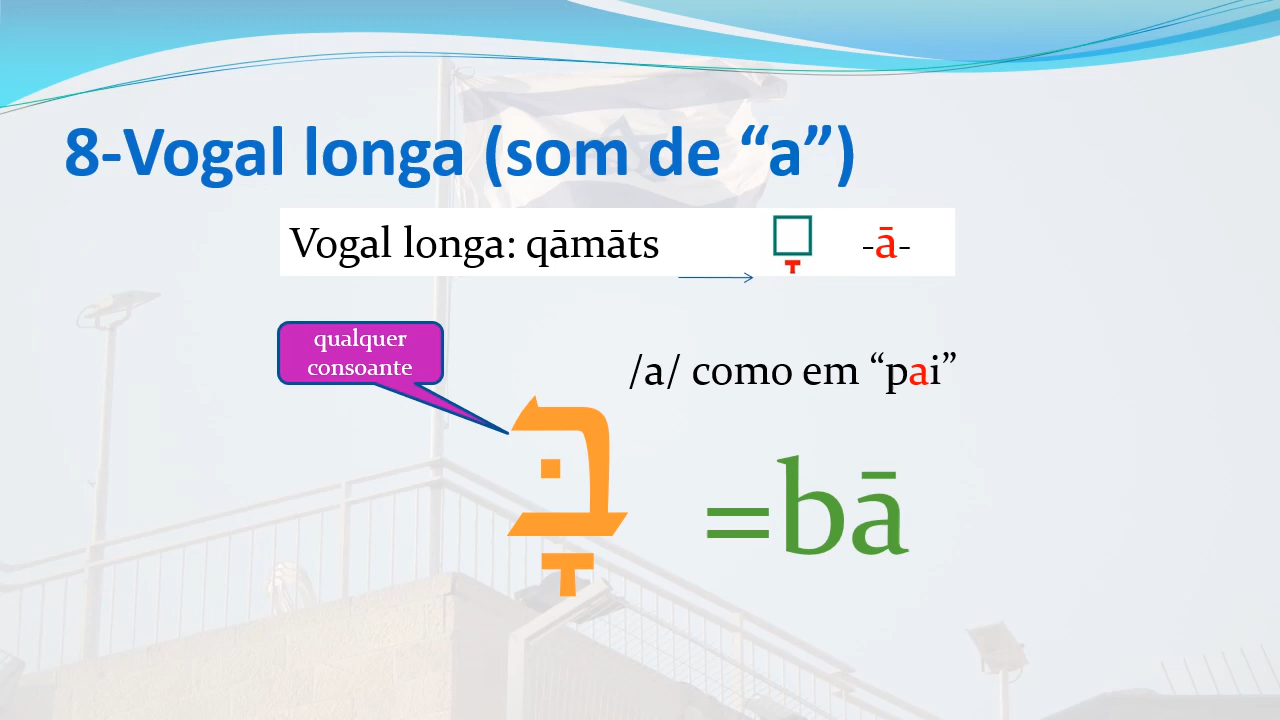 8-Vogal longa (som de “a”)
Vogal longa: qāmāts □ָ -ā-
qualquer
consoante
/a/ como em “pai”
בָּ =bā